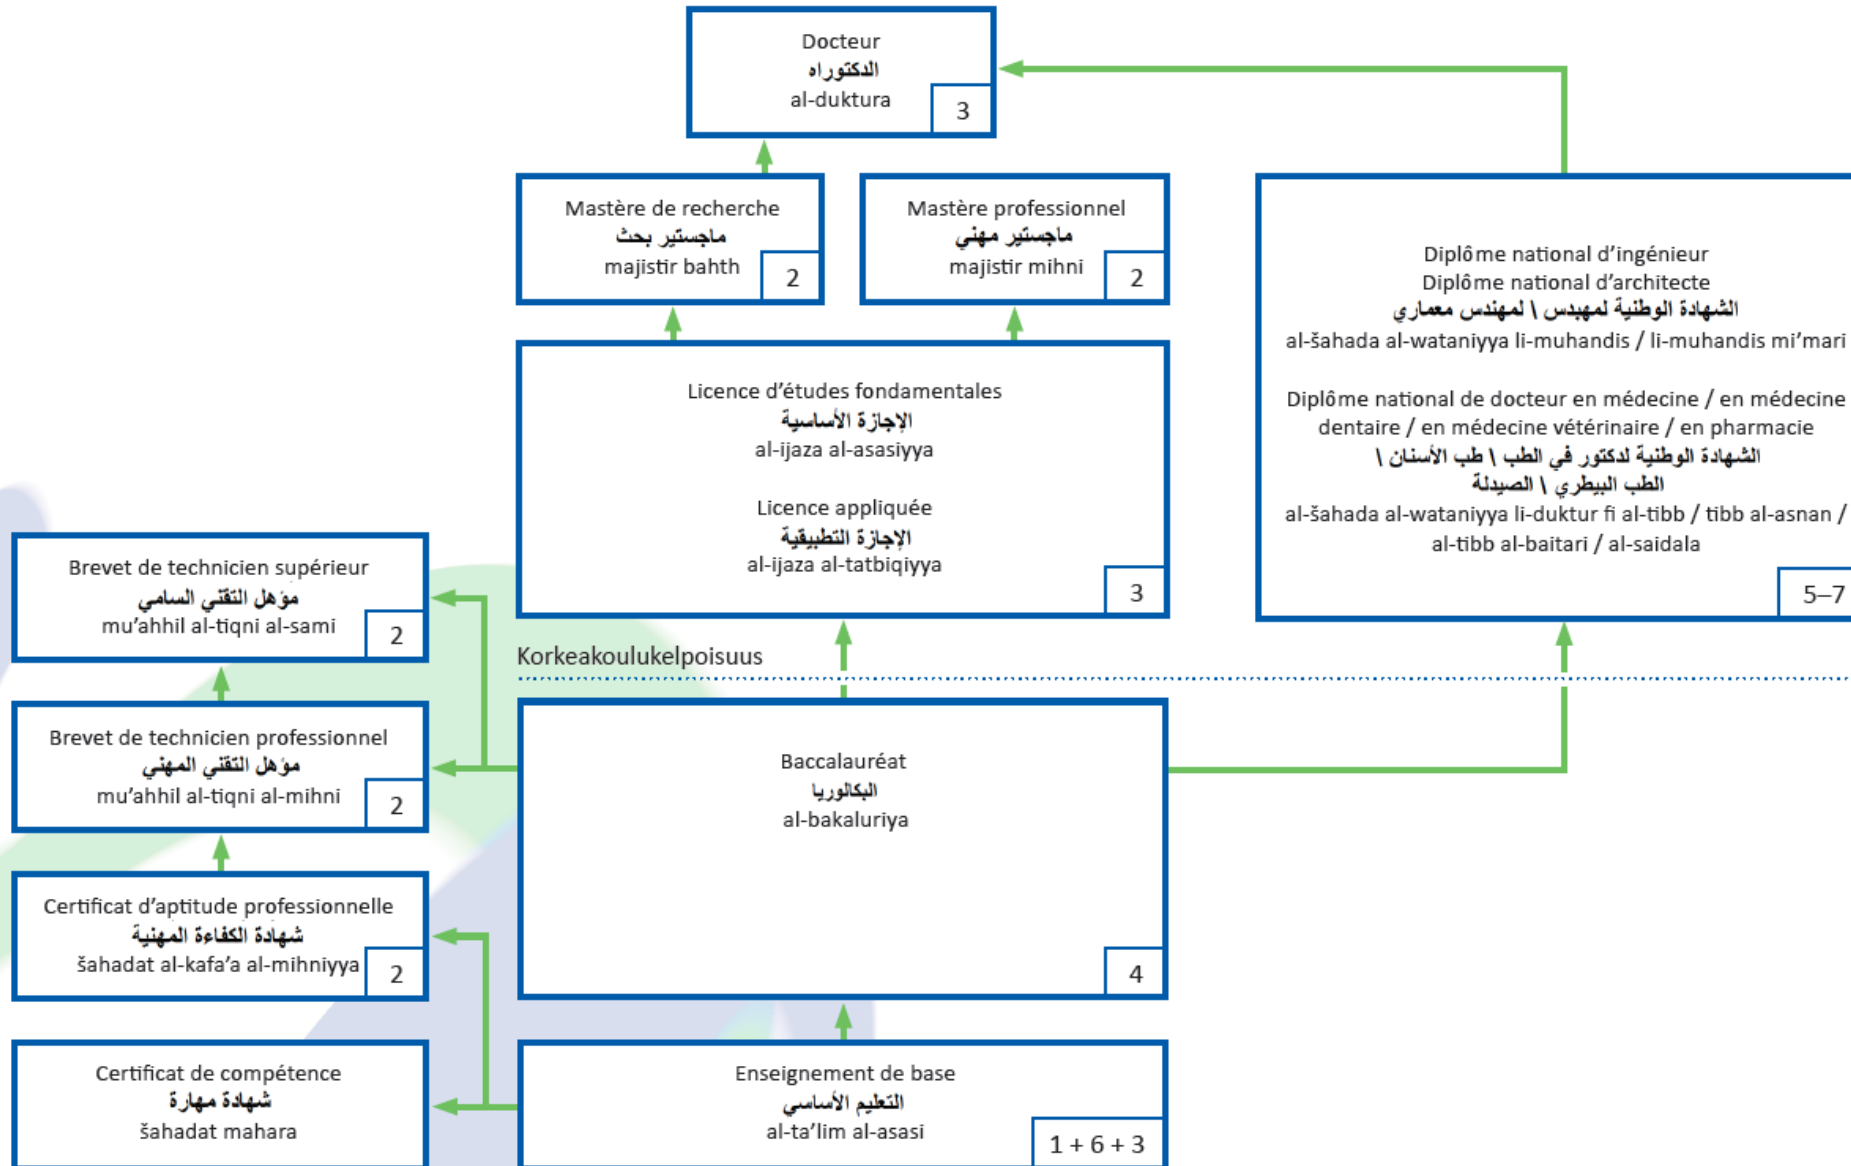 Docteur
الدكتوراه
al-duktura
3
Mastère de recherche
ماجستير بحث
majistir bahth
2
Mastère professionnel
ماجستير مهني
majistir mihni
2
Diplôme national d'ingénieur
Diplôme national d'architecte
الشهادة الوطنية لمهبدس \ لمهندس معماري
al-šahada al-wataniyya li-muhandis / li-muhandis mi'mari
Diplôme national de docteur en médecine / en médecine
dentaire / en médecine vétérinaire / en pharmacie
الشهادة الوطنية لدكتور في الطب \ طب الأسنان \
الطب البيطري \ الصيدلة
al-šahada al-wataniyya li-duktur fi al-tibb / tibb al-asnan /
al-tibb al-baitari / al-saidala
5–7
Licence d'études fondamentales
الإجازة الأساسية
al-ijaza al-asasiyya
Licence appliquée
الإجازة التطبيقية
al-ijaza al-tatbiqiyya
3
Brevet de technicien supérieur
مؤهل التقني السامي
mu'ahhil al-tiqni al-sami
2
Korkeakoulukelpoisuus
Brevet de technicien professionnel
مؤهل التقني المهني
mu'ahhil al-tiqni al-mihni
2
Baccalauréat
البكالوريا
al-bakaluriya
4
Certificat d'aptitude professionnelle
شهادة الكفاءة المهنية
šahadat al-kafa'a al-mihniyya
2
Certificat de compétence
شهادة مهارة
šahadat mahara
Enseignement de base
التعليم الأساسي
al-ta'lim al-asasi
1 + 6 + 3